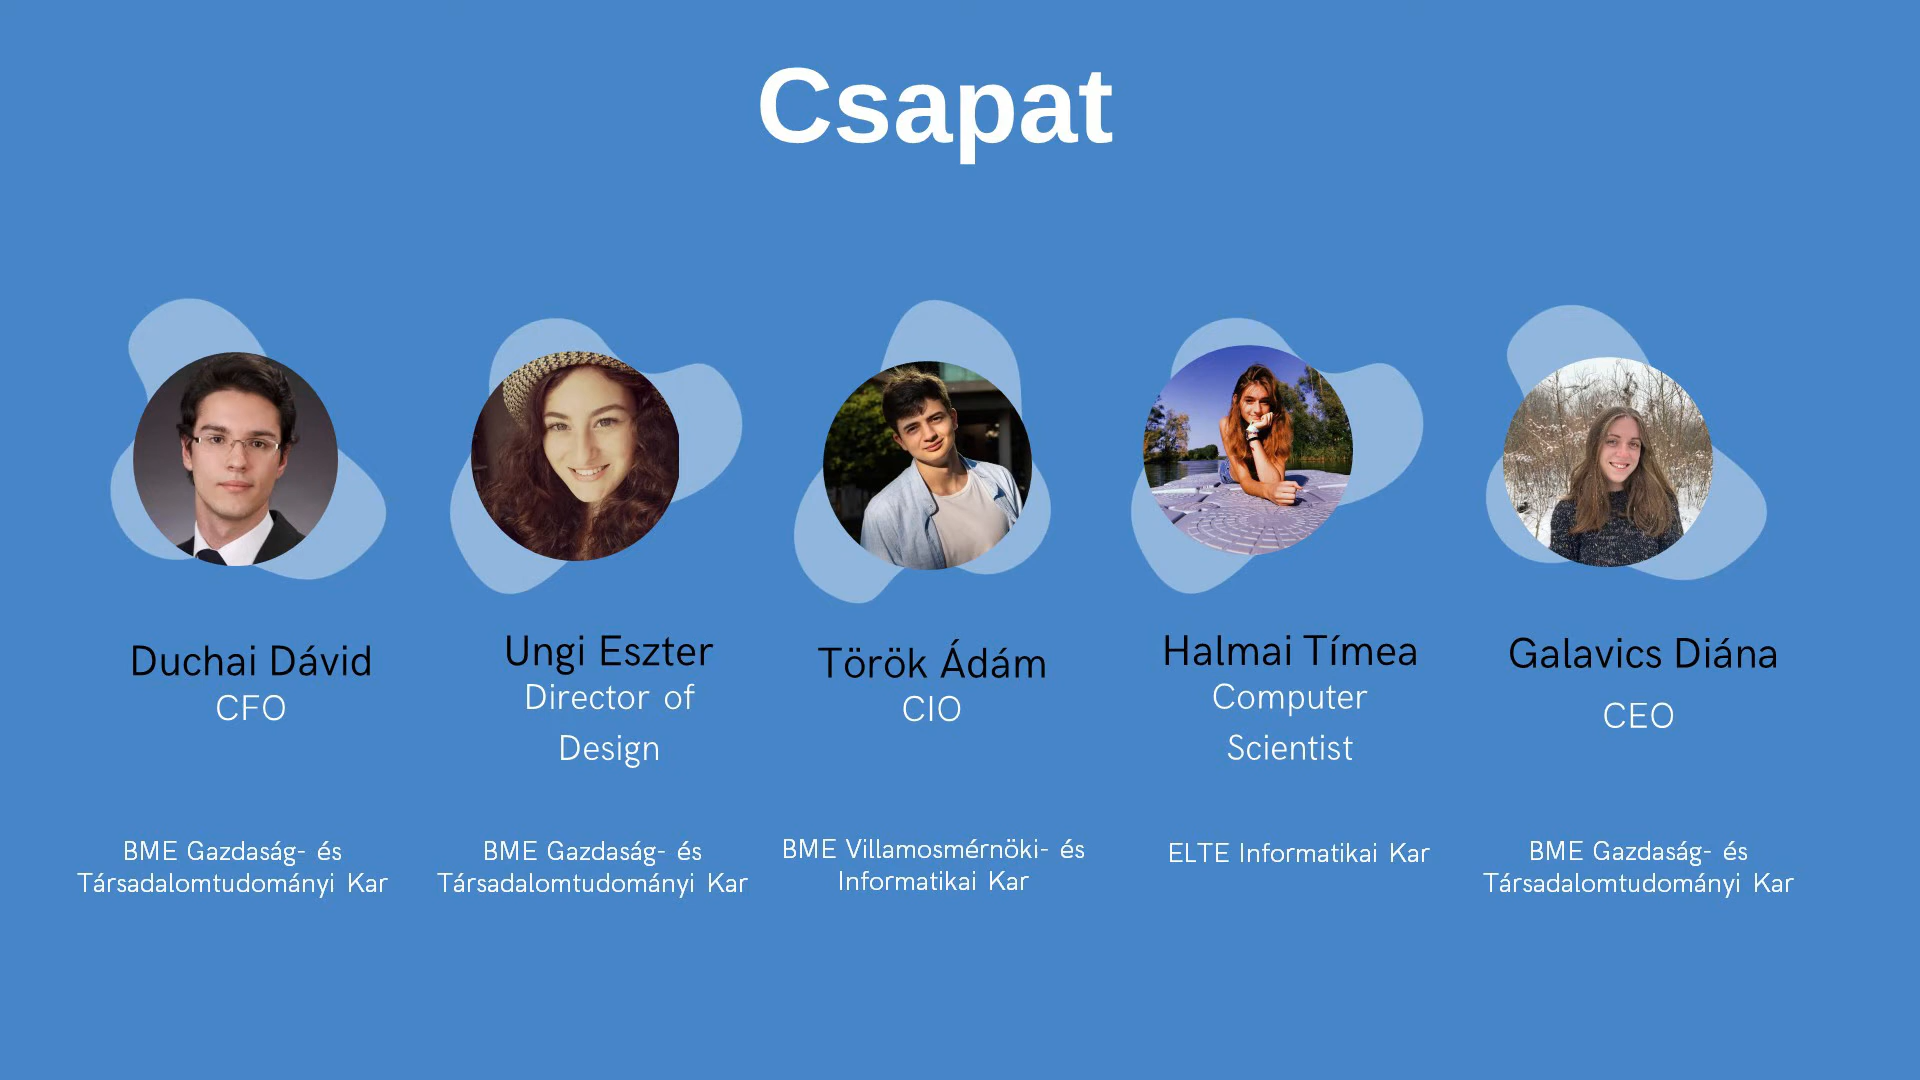 Csapat
Duchai Dávid
CFO
BME Gazdaság- és
Társadalomtudományi Kar
Ungi Eszter
Director of
Design
BME Gazdaság- és
Társadalomtudományi Kar
Török Ádám
CIO
BME Villamosmérnöki- és
Informatikai Kar
Halmai Tímea
Computer
Scientist
ELTE Informatikai Kar
Galavics Diána
CEO
BME Gazdaság- és
Társadalomtudományi Kar